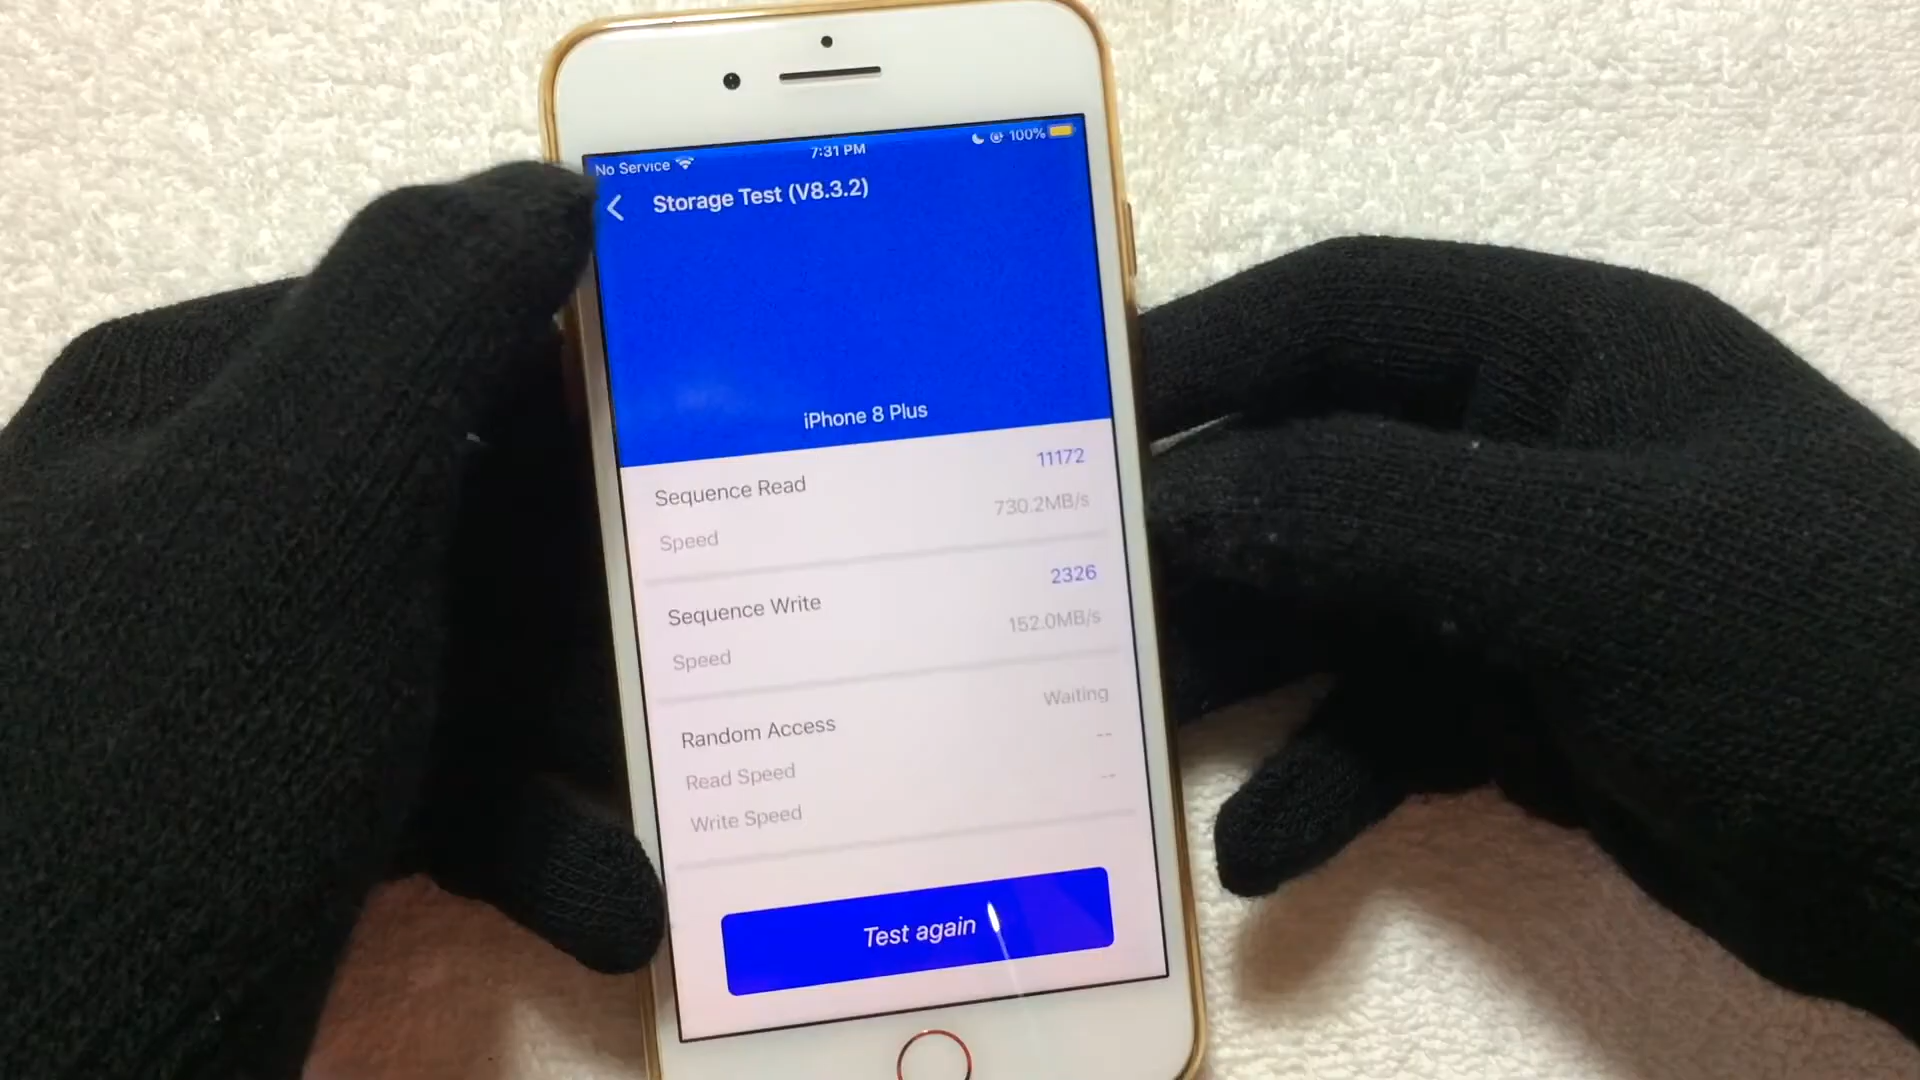 No Service
7:31 PM
100%
Storage Test (V8.3.2)
iPhone 8 Plus
Sequence Read
11172
Speed
730.2MB/s
Sequence Write
2326
Speed
152.0MB/s
Random Access
Waiting
Read Speed
--
Write Speed
--
Test again